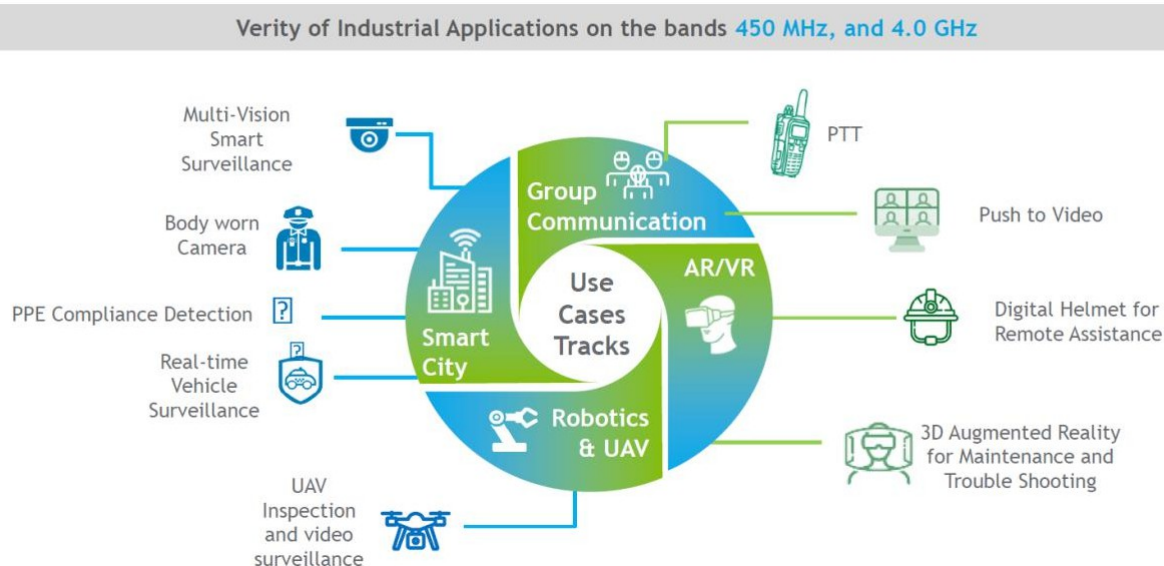 Verity of Industrial Applications on the bands 450 MHz, and 4.0 GHz
Multi-Vision
Smart
Surveillance
Body worn
Camera
PPE Compliance Detection
Real-time
Vehicle
Surveillance
UAV
Inspection
and video
surveillance
Group
Communication
AR/VR
Smart
City
Robotics
& UAV
Use
Cases
Tracks
PTT
Push to Video
Digital Helmet for
Remote Assistance
3D Augmented Reality
for Maintenance and
Trouble Shooting